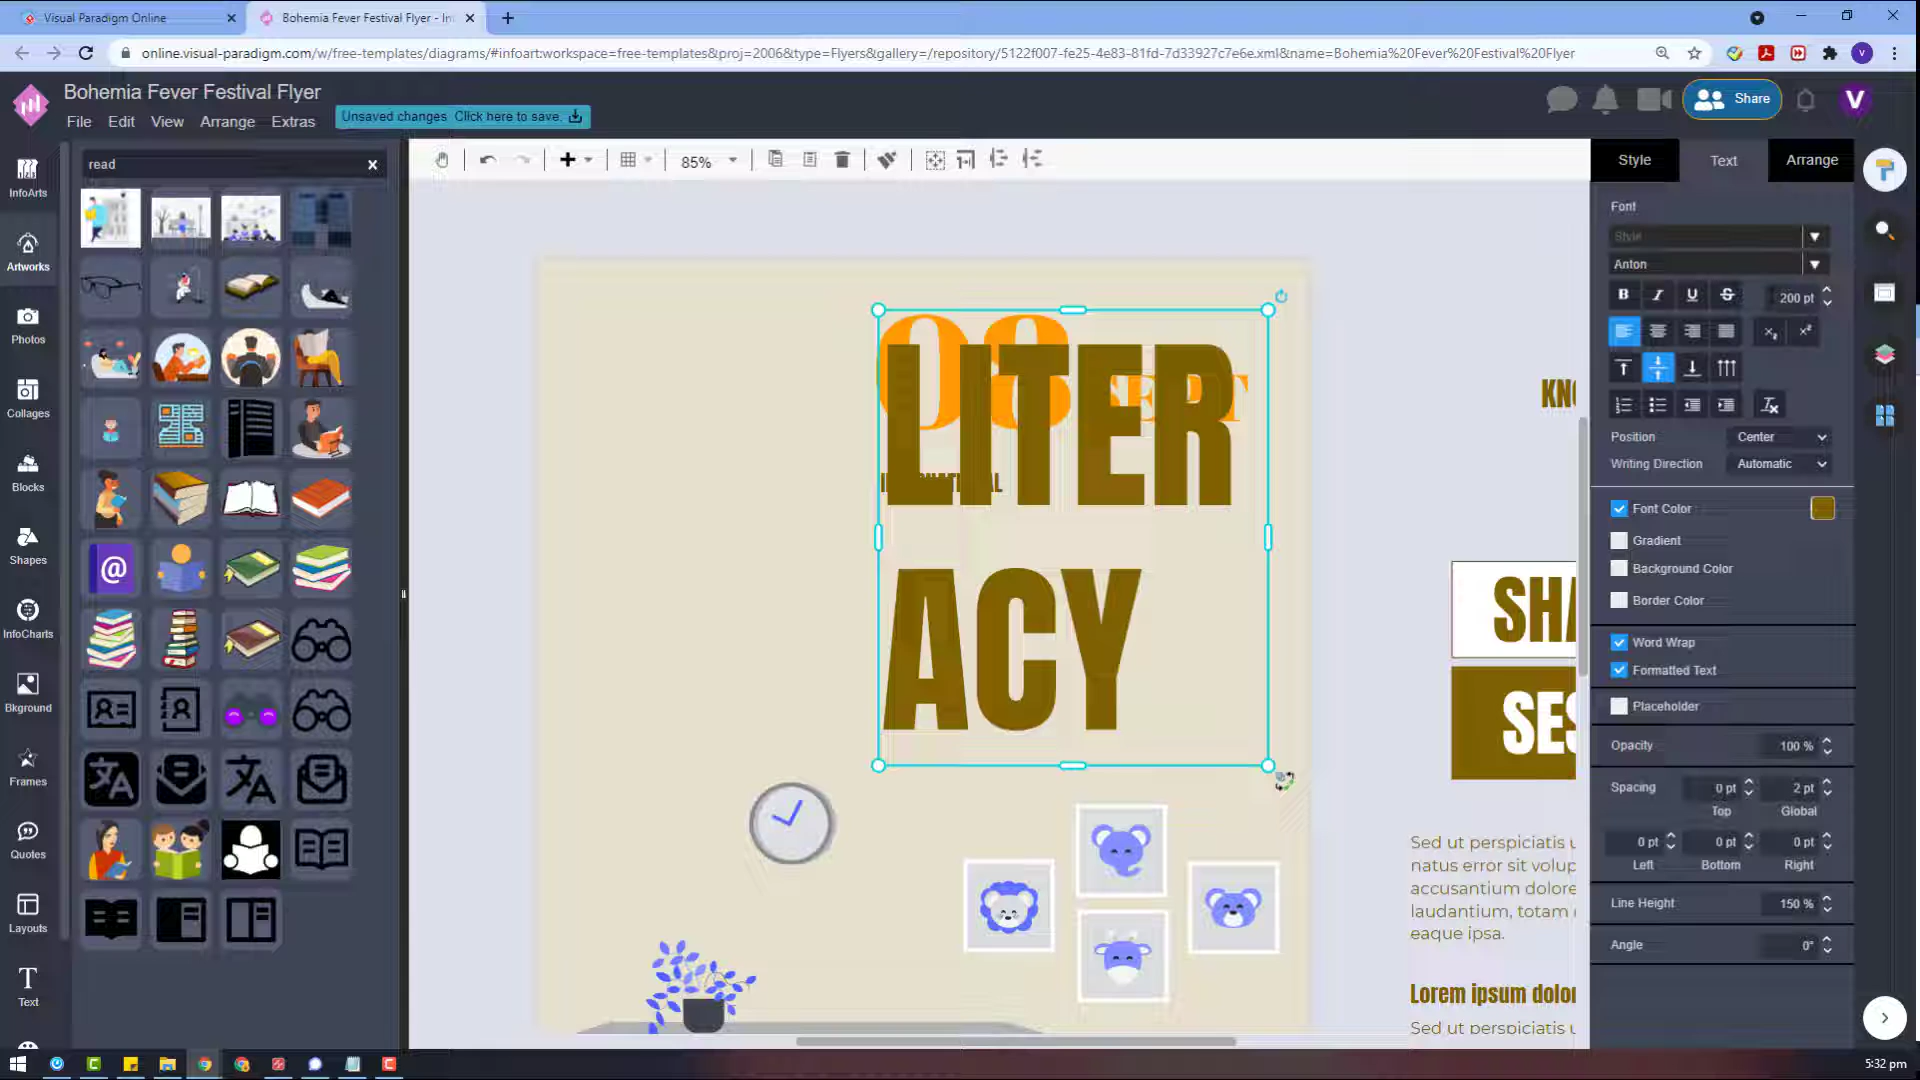 Visual Paradigm Online
Bohemia Fever Festival Flyer - In
online.visual-paradigm.com/w/free-templates/diagrams/#infoart:workspace=free-templates&proj=2006&type=Flyers&gallery=/repository/5122f007-fe25-4e83-81fd-7d33927c7e6e.xml&name=Bohemia%20Fever%20Festival%20Flyer
Bohemia Fever Festival Flyer
File Edit View Arrange Extras
Unsaved changes. Click here to save.
Share
V
InfoArts
Artworks
Photos
Collages
Blocks
Shapes
InfoCharts
Bkground
Frames
Quotes
Layouts
Text
read
85%
08 SEPT
LITER
ACY
KNO
SHA
SES
Sed ut perspiciatis u
natus error sit volup
accusantium dolore
laudantium, totam
eaque ipsa.
Lorem ipsum dolor
Sed ut perspiciatis u
Style Text Arrange
Font
Style
Anton
B I U S 200 pt
Position Center
Writing Direction Automatic
Font Color
Gradient
Background Color
Border Color
Word Wrap
Formatted Text
Placeholder
Opacity 100 %
Spacing 0 pt 2 pt
Top Global
0 pt 0 pt 0 pt
Left Bottom Right
Line Height 150 %
Angle 0°
5:32 pm